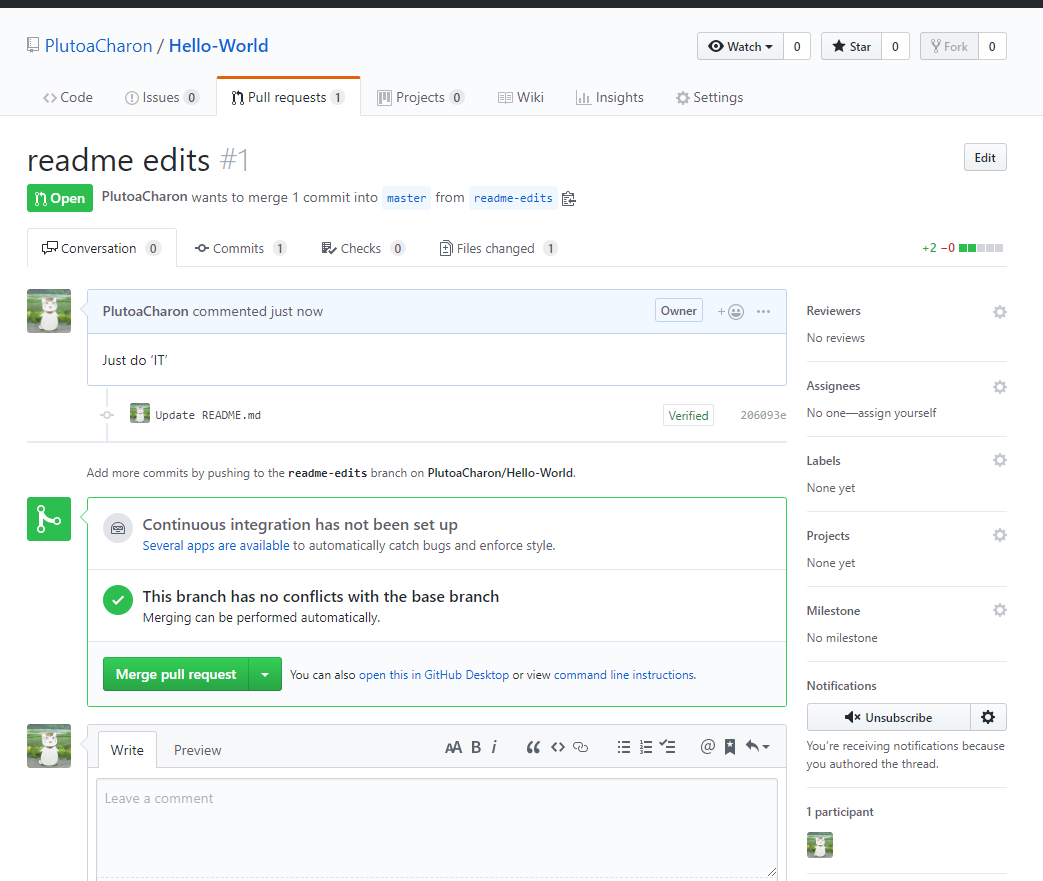 PlutoaCharon / Hello-World
Watch 0
Star 0
Fork 0
Code
Issues 0
Pull requests 1
Projects 0
Wiki
Insights
Settings
readme edits #1
Edit
Open
PlutoaCharon wants to merge 1 commit into master from readme-edits
Conversation 0
Commits 1
Checks 0
Files changed 1
+2 −0
PlutoaCharon commented just now
Owner
Just do ‘IT’
Update README.md
Verified
206093e
Add more commits by pushing to the readme-edits branch on PlutoaCharon/Hello-World.
Continuous integration has not been set up
Several apps are available to automatically catch bugs and enforce style.
This branch has no conflicts with the base branch
Merging can be performed automatically.
Merge pull request
You can also open this in GitHub Desktop or view command line instructions.
Write
Preview
AA B i
Leave a comment
Reviewers
No reviews
Assignees
No one—assign yourself
Labels
None yet
Projects
None yet
Milestone
No milestone
Notifications
Unsubscribe
You’re receiving notifications because
you authored the thread.
1 participant